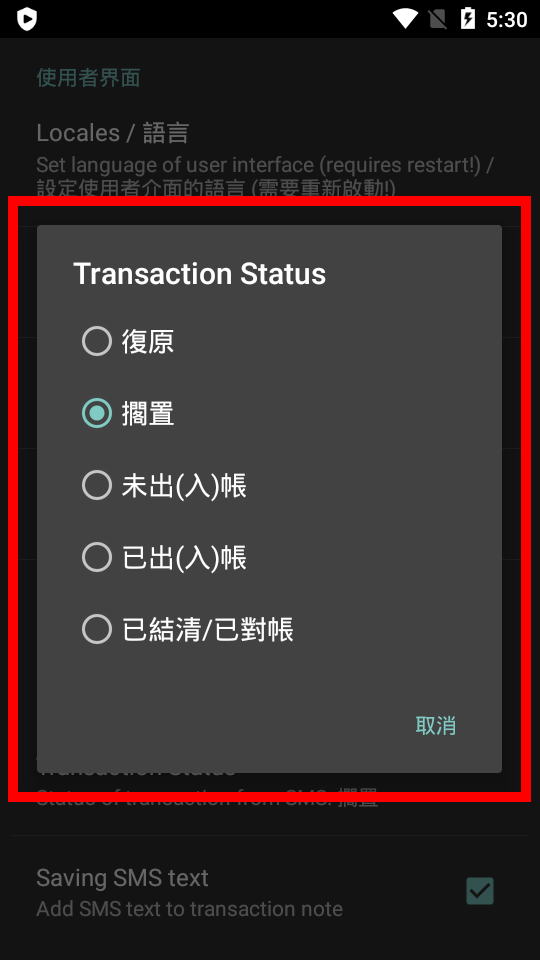 5:30
使用者界面
Locales / 語言
Set language of user interface (requires restart!) /
設定使用者介面的語言 (需要重新啟動!)
Transaction Status
復原
擱置
未出(入)帳
已出(入)帳
已結清/已對帳
取消
Transaction Status
Status of transaction from SMS: 擱置
Saving SMS text
Add SMS text to transaction note